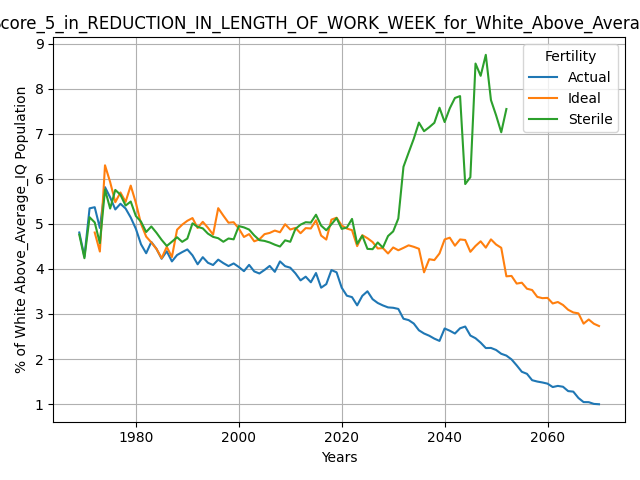 core_5_in_REDUCTION_IN_LENGTH_OF_WORK_WEEK_for_White_Above_Avera
9
8
7
6
5
4
3
2
1
% of White Above_Average_IQ Population
Fertility
Actual
Ideal
Sterile
1980 2000 2020 2040 2060
Years